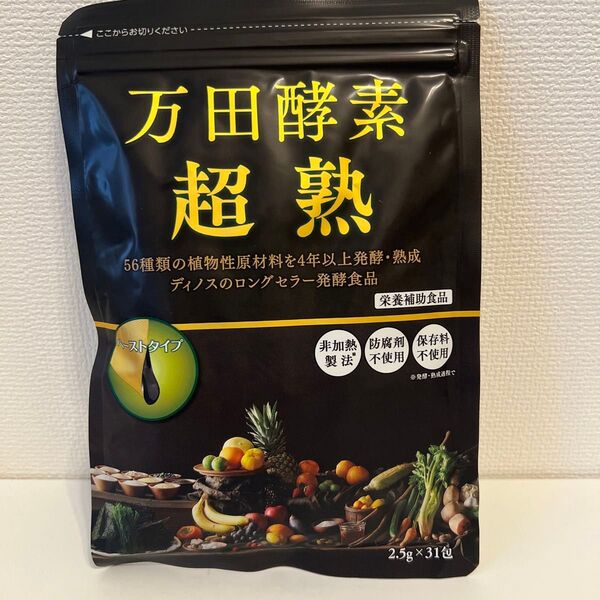 ここからお切りください
万田酵素
超熟
56種類の植物性原材料を4年以上発酵・熟成
ディノスのロングセラー発酵食品
栄養補助食品
ペーストタイプ
非加熱
製法※
防腐剤
不使用
保存料
不使用
※発酵・熟成過程で
2.5g×31包